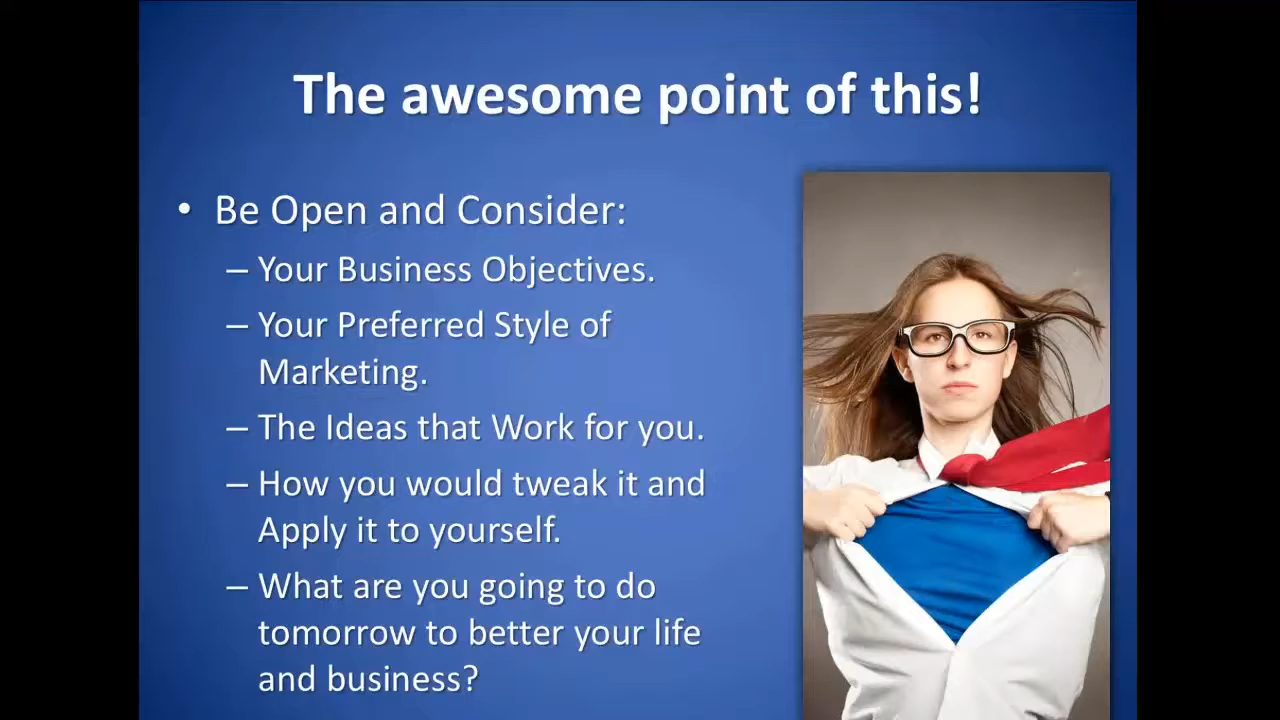 The awesome point of this!
• Be Open and Consider:
– Your Business Objectives.
– Your Preferred Style of
Marketing.
– The Ideas that Work for you.
– How you would tweak it and
Apply it to yourself.
– What are you going to do
tomorrow to better your life
and business?